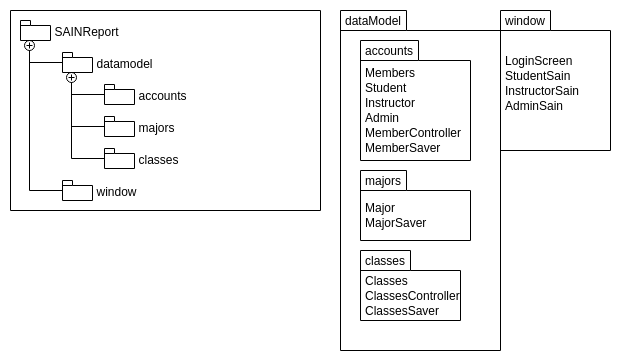 SAINReport
datamodel
accounts
majors
classes
window
dataModel
accounts
Members
Student
Instructor
Admin
MemberController
MemberSaver
majors
Major
MajorSaver
classes
Classes
ClassesController
ClassesSaver
window
LoginScreen
StudentSain
InstructorSain
AdminSain